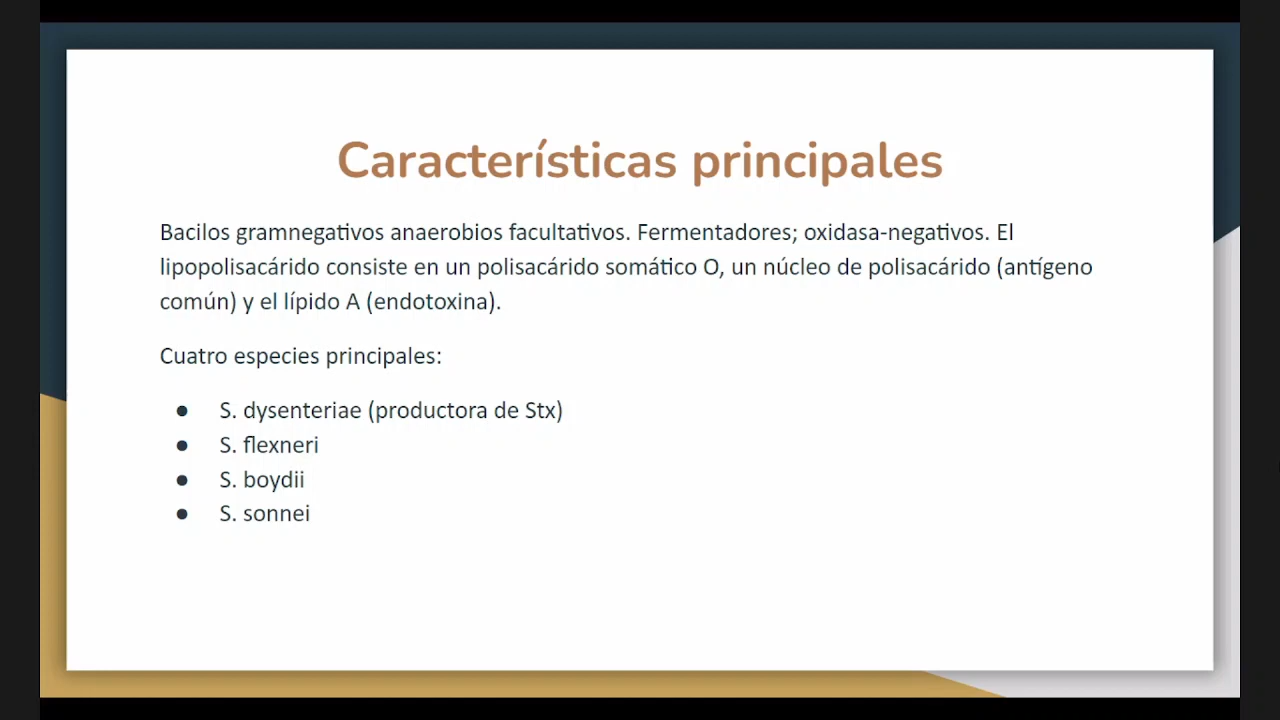 Características principales
Bacilos gramnegativos anaerobios facultativos. Fermentadores; oxidasa-negativos. El
lipopolisacárido consiste en un polisacárido somático O, un núcleo de polisacárido (antígeno
común) y el lípido A (endotoxina).
Cuatro especies principales:
● S. dysenteriae (productora de Stx)
● S. flexneri
● S. boydii
● S. sonnei